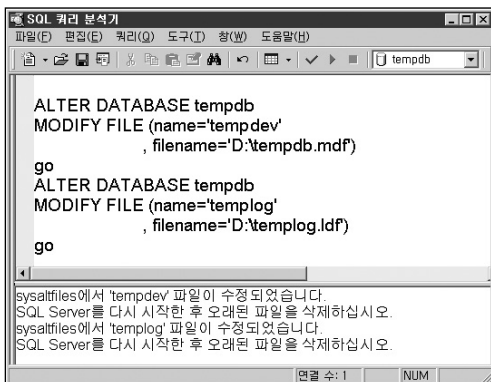 SQL 쿼리 분석기
파일(F) 편집(E) 쿼리(Q) 도구(T) 창(W) 도움말(H)
tempdb
ALTER DATABASE tempdb
MODIFY FILE (name='tempdev'
, filename='D:\tempdb.mdf')
go
ALTER DATABASE tempdb
MODIFY FILE (name='templog'
, filename='D:\templog.ldf')
go
sysaltfiles에서 'tempdev' 파일이 수정되었습니다.
SQL Server를 다시 시작한 후 오래된 파일을 삭제하십시오.
sysaltfiles에서 'templog' 파일이 수정되었습니다.
SQL Server를 다시 시작한 후 오래된 파일을 삭제하십시오.
연결 수: 1 NUM